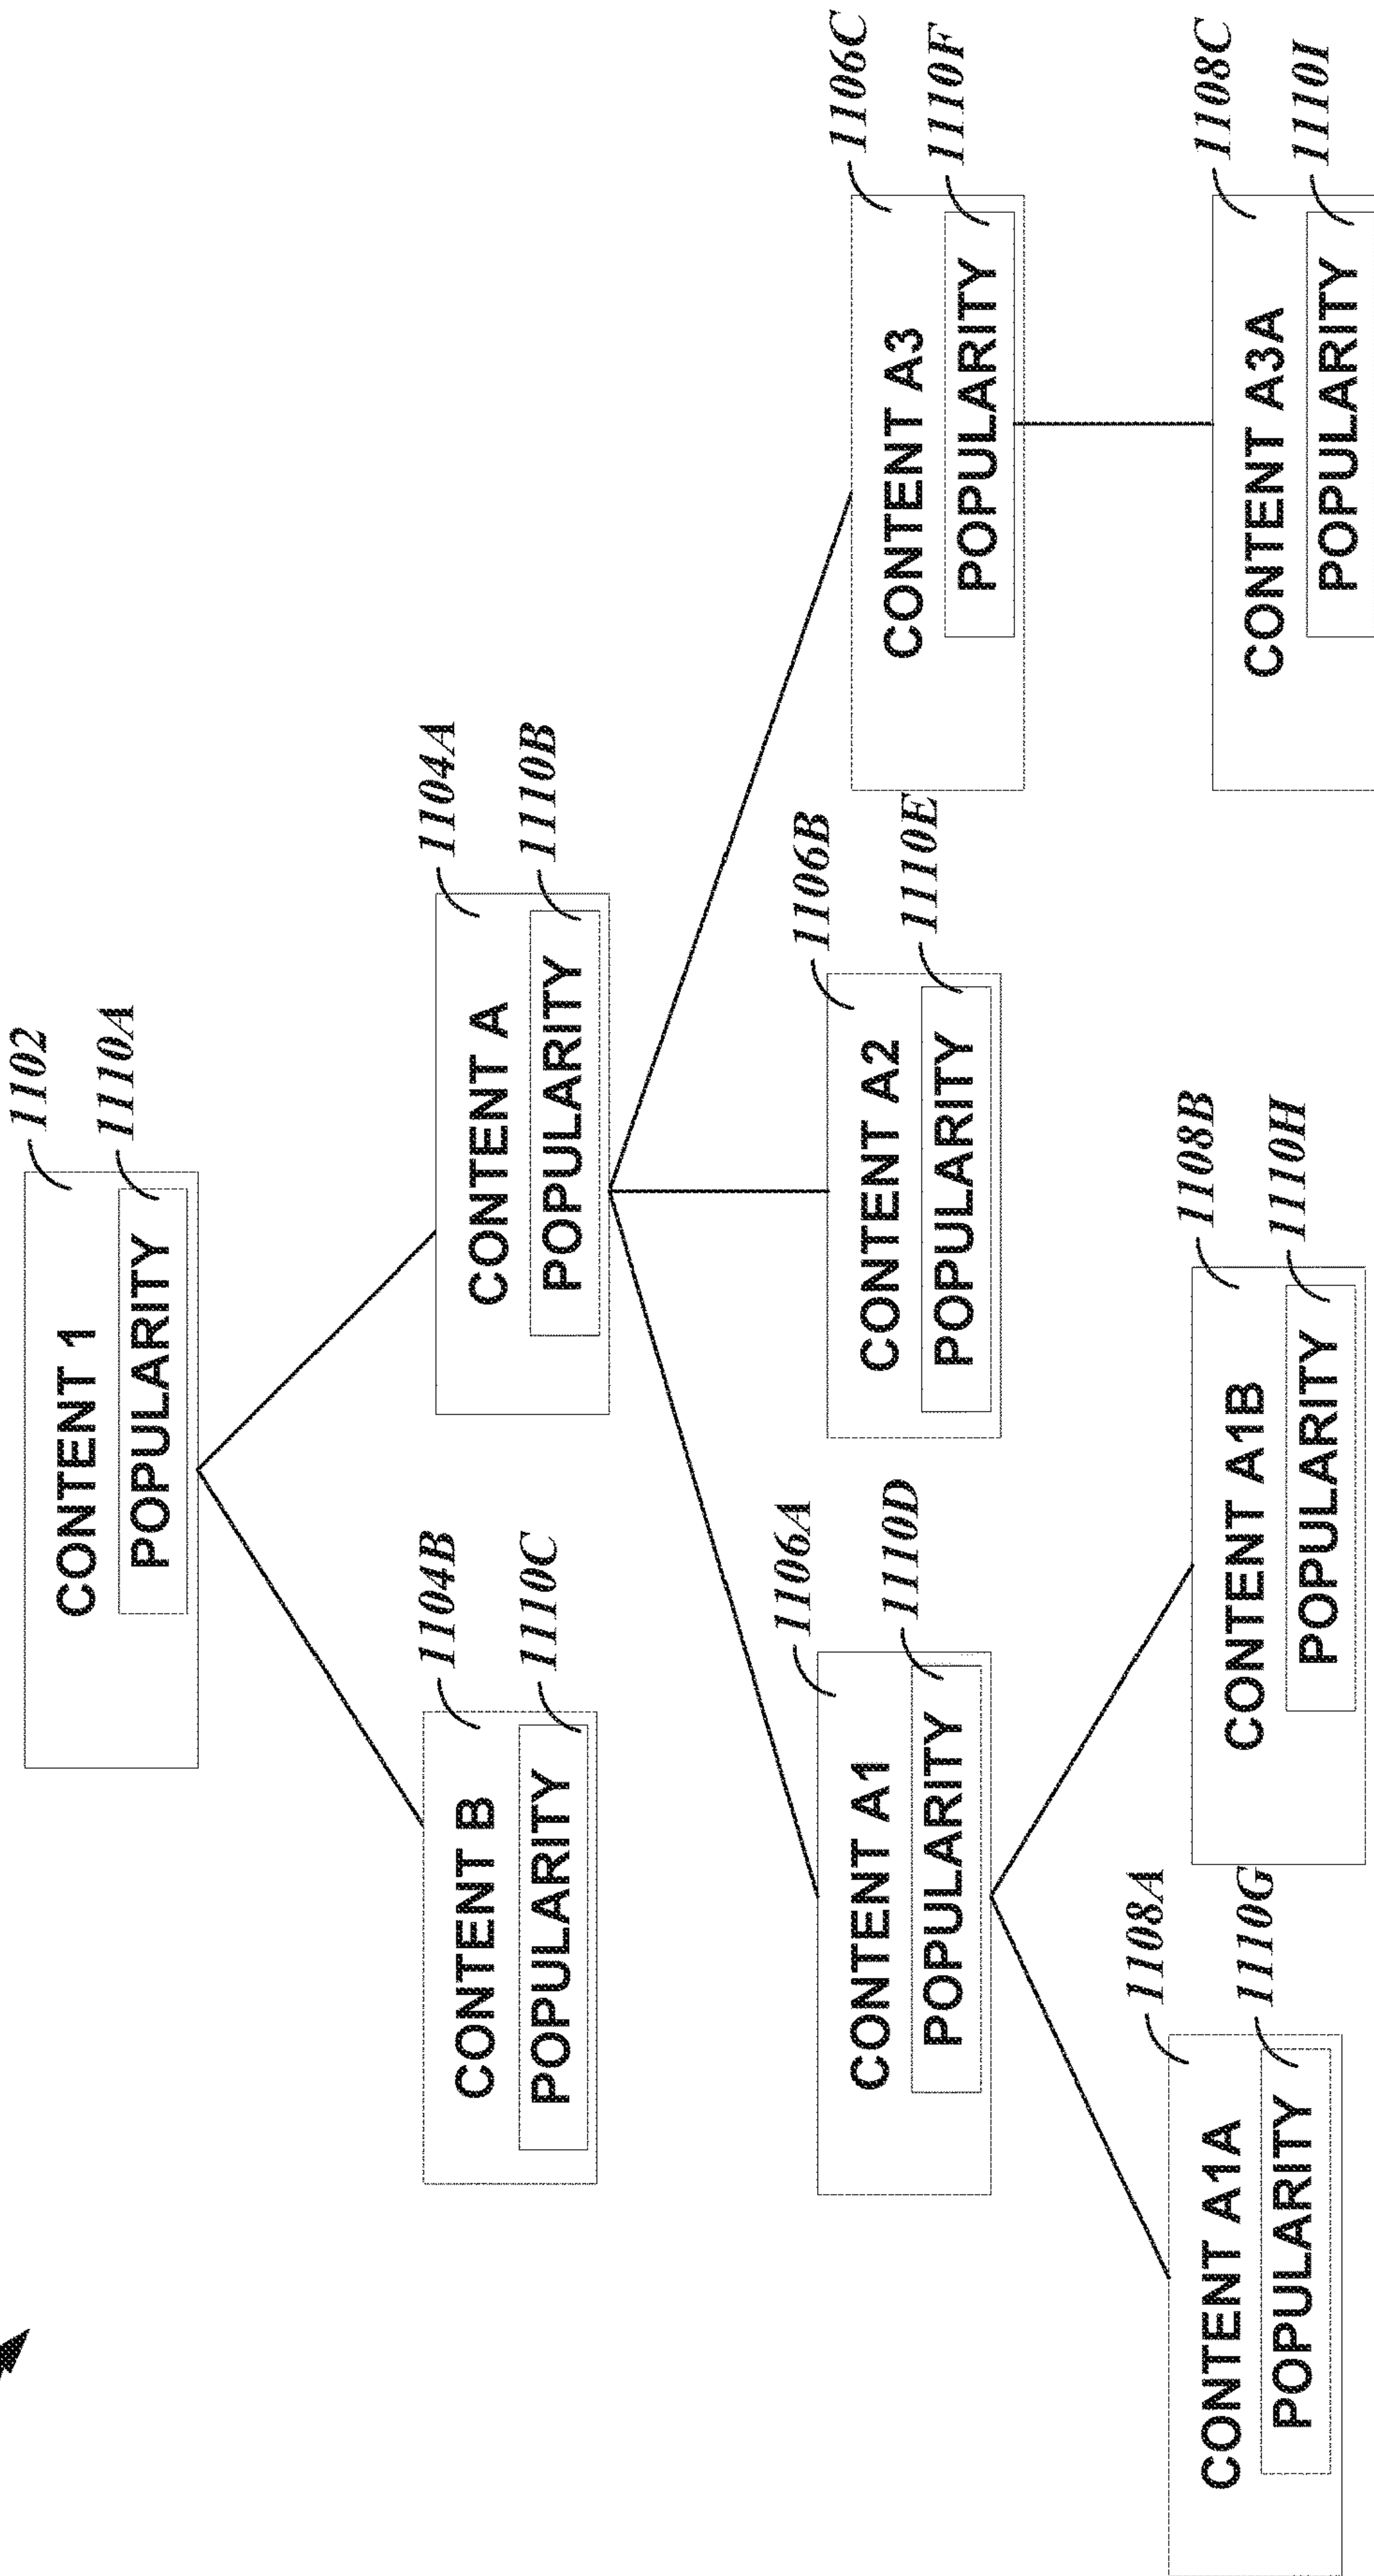 1102
CONTENT 1
1110A
POPULARITY
1104B
CONTENT B
1110C
POPULARITY
1104A
CONTENT A
1110B
POPULARITY
1106A
CONTENT A1
1110D
POPULARITY
1106B
CONTENT A2
1110E
POPULARITY
1106C
CONTENT A3
1110F
POPULARITY
1108A
CONTENT A1A
1110G
POPULARITY
1108B
CONTENT A1B
1110H
POPULARITY
1108C
CONTENT A3A
1110I
POPULARITY